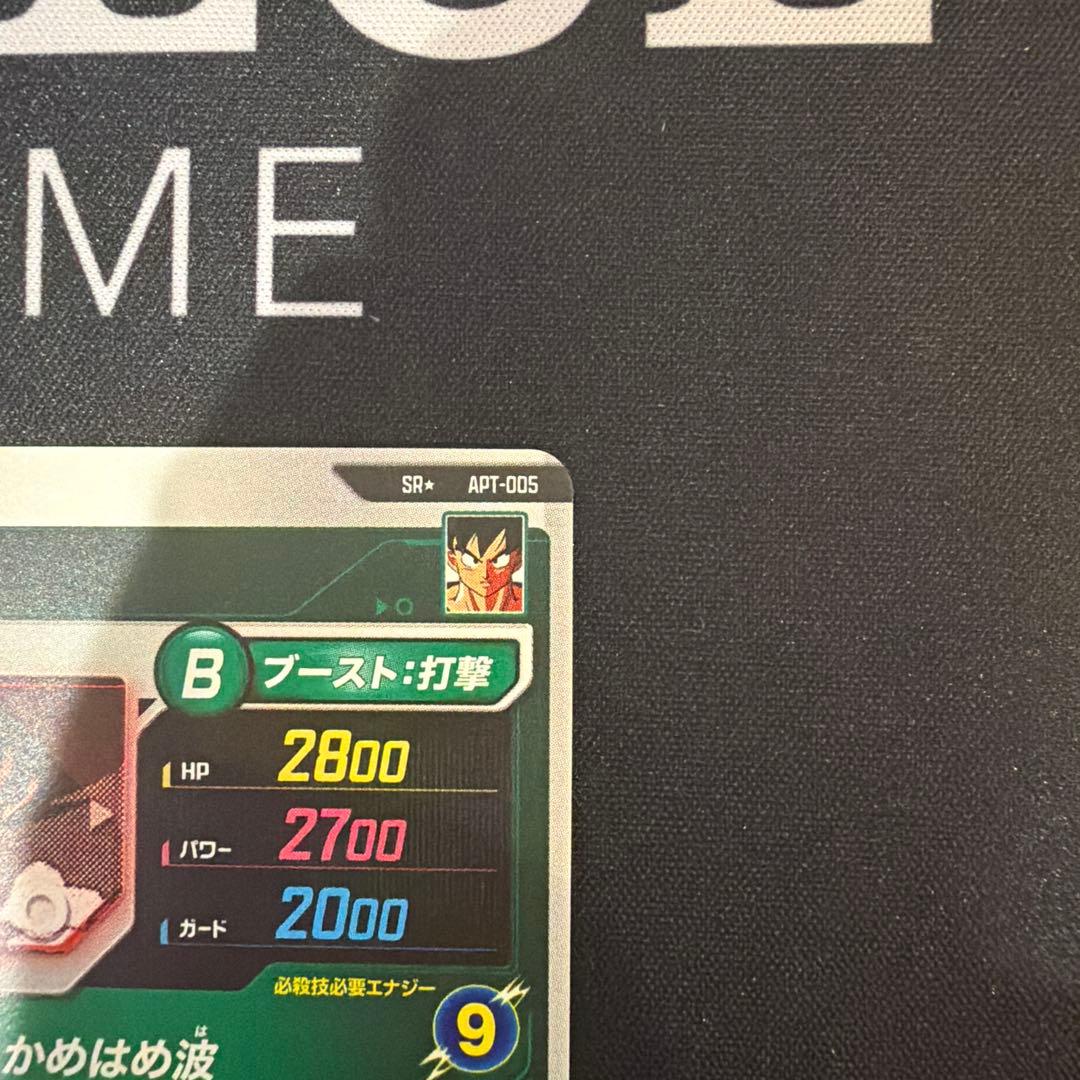 ME
SR★ APT-005
B ブースト:打撃
HP 2800
パワー 2700
ガード 2000
必殺技必要エナジー
9
は
かめはめ波